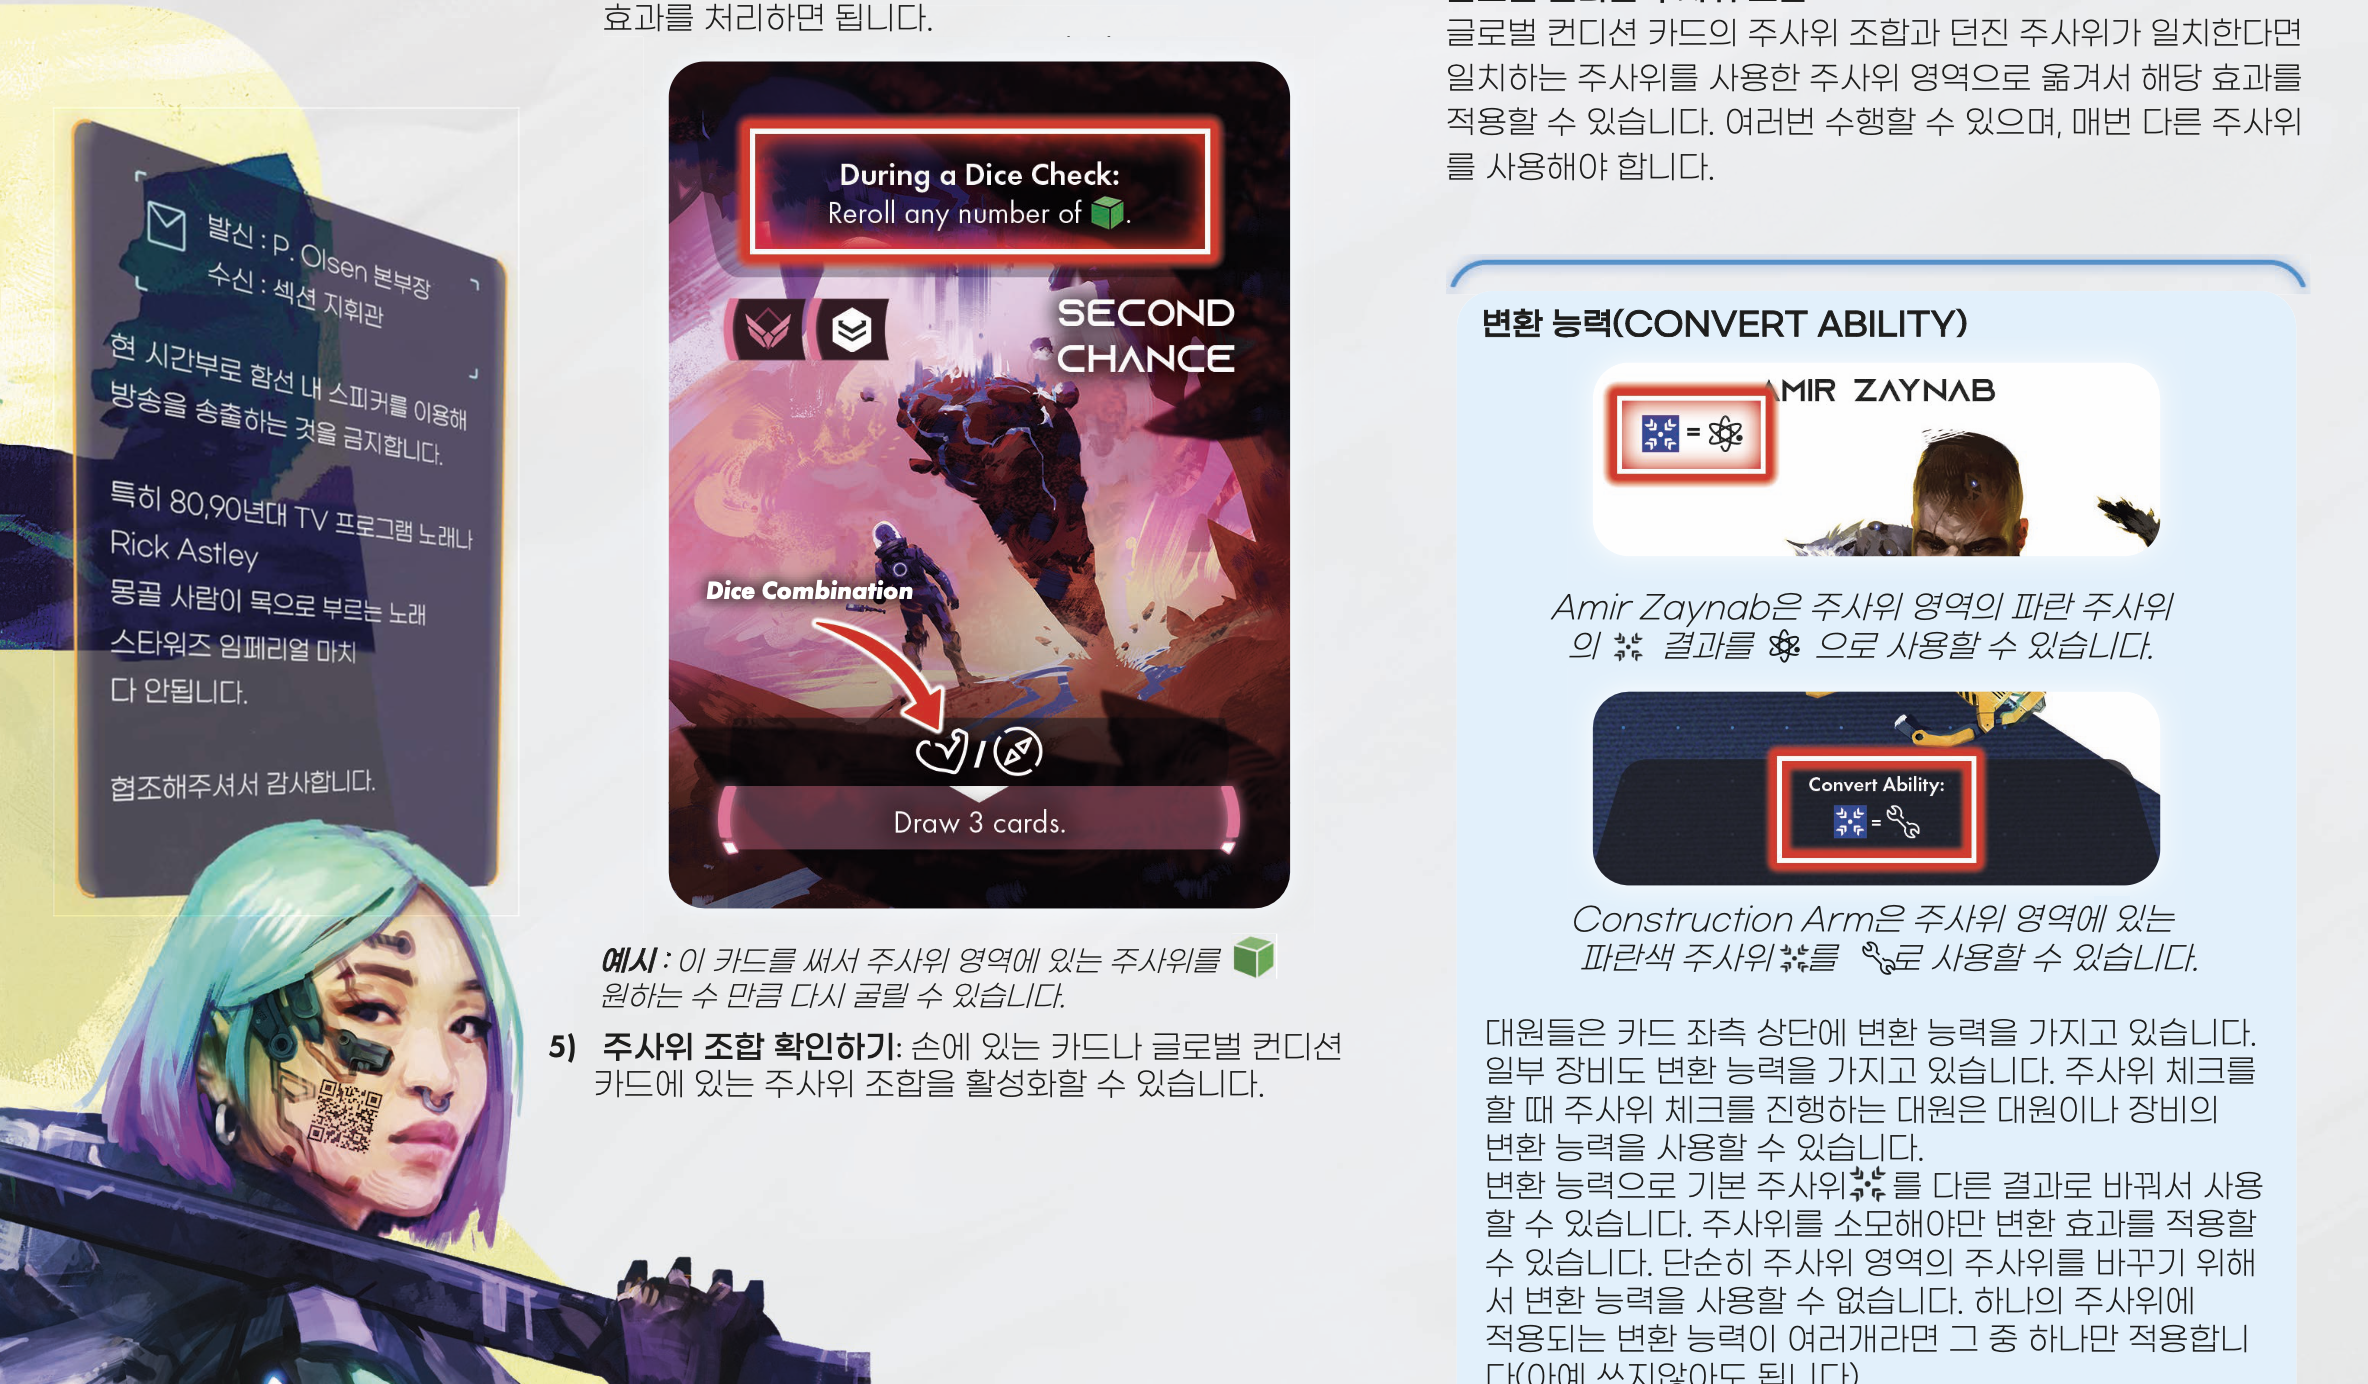 발신 : P. Olsen 본부장
수신 : 섹션 지휘관
현 시간부로 함선 내 스피커를 이용해
방송을 송출하는 것을 금지합니다.
특히 80,90년대 TV 프로그램 노래나
Rick Astley
몽골 사람이 목으로 부르는 노래
스타워즈 임페리얼 마치
다 안됩니다.
협조해주셔서 감사합니다.
효과를 처리하면 됩니다.
During a Dice Check:
Reroll any number of .
SECOND
CHANCE
Dice Combination
/
Draw 3 cards.
예시 : 이 카드를 써서 주사위 영역에 있는 주사위를
원하는 수 만큼 다시 굴릴 수 있습니다.
5) 주사위 조합 확인하기: 손에 있는 카드나 글로벌 컨디션
카드에 있는 주사위 조합을 활성화할 수 있습니다.
글로벌 컨디션 카드의 주사위 조합과 던진 주사위가 일치한다면
일치하는 주사위를 사용한 주사위 영역으로 옮겨서 해당 효과를
적용할 수 있습니다. 여러번 수행할 수 있으며, 매번 다른 주사위
를 사용해야 합니다.
변환 능력(CONVERT ABILITY)
AMIR ZAYNAB
=
Amir Zaynab은 주사위 영역의 파란 주사위
의 결과를 으로 사용할 수 있습니다.
Convert Ability:
=
Construction Arm은 주사위 영역에 있는
파란색 주사위 를 로 사용할 수 있습니다.
대원들은 카드 좌측 상단에 변환 능력을 가지고 있습니다.
일부 장비도 변환 능력을 가지고 있습니다. 주사위 체크를
할 때 주사위 체크를 진행하는 대원은 대원이나 장비의
변환 능력을 사용할 수 있습니다.
변환 능력으로 기본 주사위 를 다른 결과로 바꿔서 사용
할 수 있습니다. 주사위를 소모해야만 변환 효과를 적용할
수 있습니다. 단순히 주사위 영역의 주사위를 바꾸기 위해
서 변환 능력을 사용할 수 없습니다. 하나의 주사위에
적용되는 변환 능력이 여러개라면 그 중 하나만 적용합니
다(아예 쓰지않아도 됩니다)